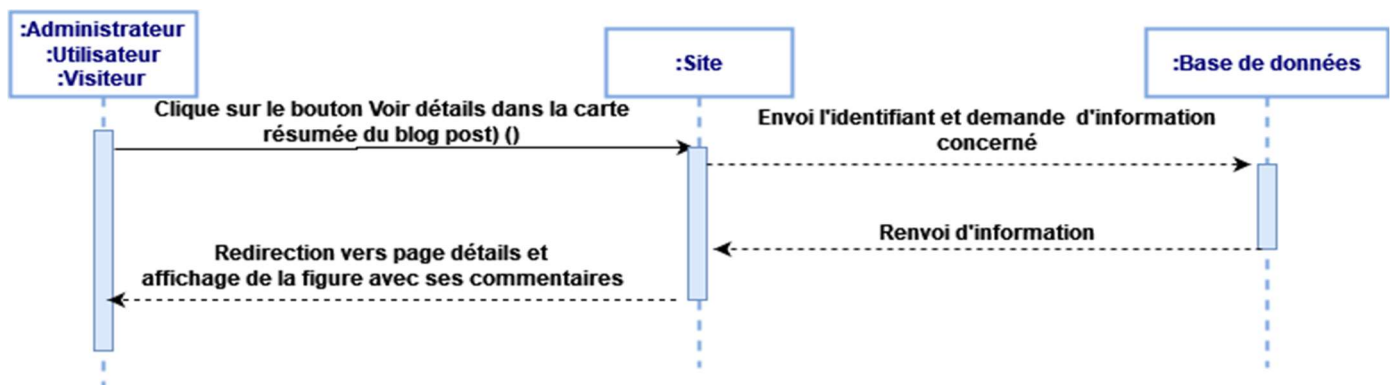 :Administrateur
:Utilisateur
:Visiteur
:Site
:Base de données
Clique sur le bouton Voir détails dans la carte
résumée du blog post) ()
Envoi l'identifiant et demande d'information
concerné
Renvoi d'information
Redirection vers page détails et
affichage de la figure avec ses commentaires